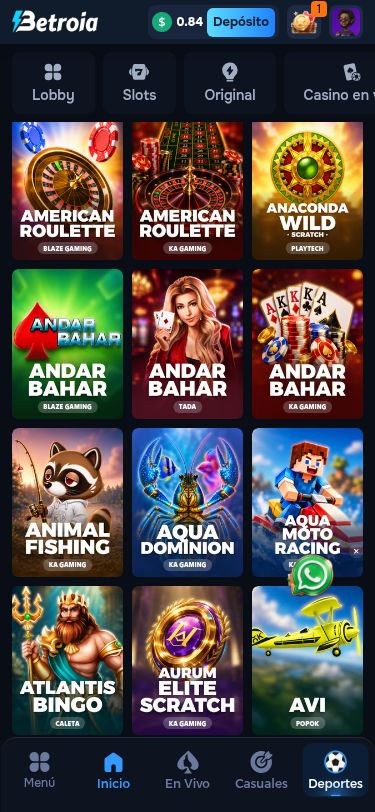 Betroia
$ 0.84 Depósito
1
Lobby
Slots
Original
Casino en
AMERICAN
ROULETTE
BLAZE GAMING
AMERICAN
ROULETTE
KA GAMING
ANACONDA
WILD
- SCRATCH -
PLAYTECH
ANDAR
BAHAR
ANDAR
BAHAR
BLAZE GAMING
ANDAR
BAHAR
TADA
A K K A
ANDAR
BAHAR
KA GAMING
ANIMAL
FISHING
KA GAMING
AQUA
DOMINION
KA GAMING
AQUA
MOTO
RACING
×
ATLANTIS
BINGO
CALETA
AURUM
ELITE
SCRATCH
KA GAMING
AVI
POPOK
Menú
Inicio
En Vivo
Casuales
Deportes